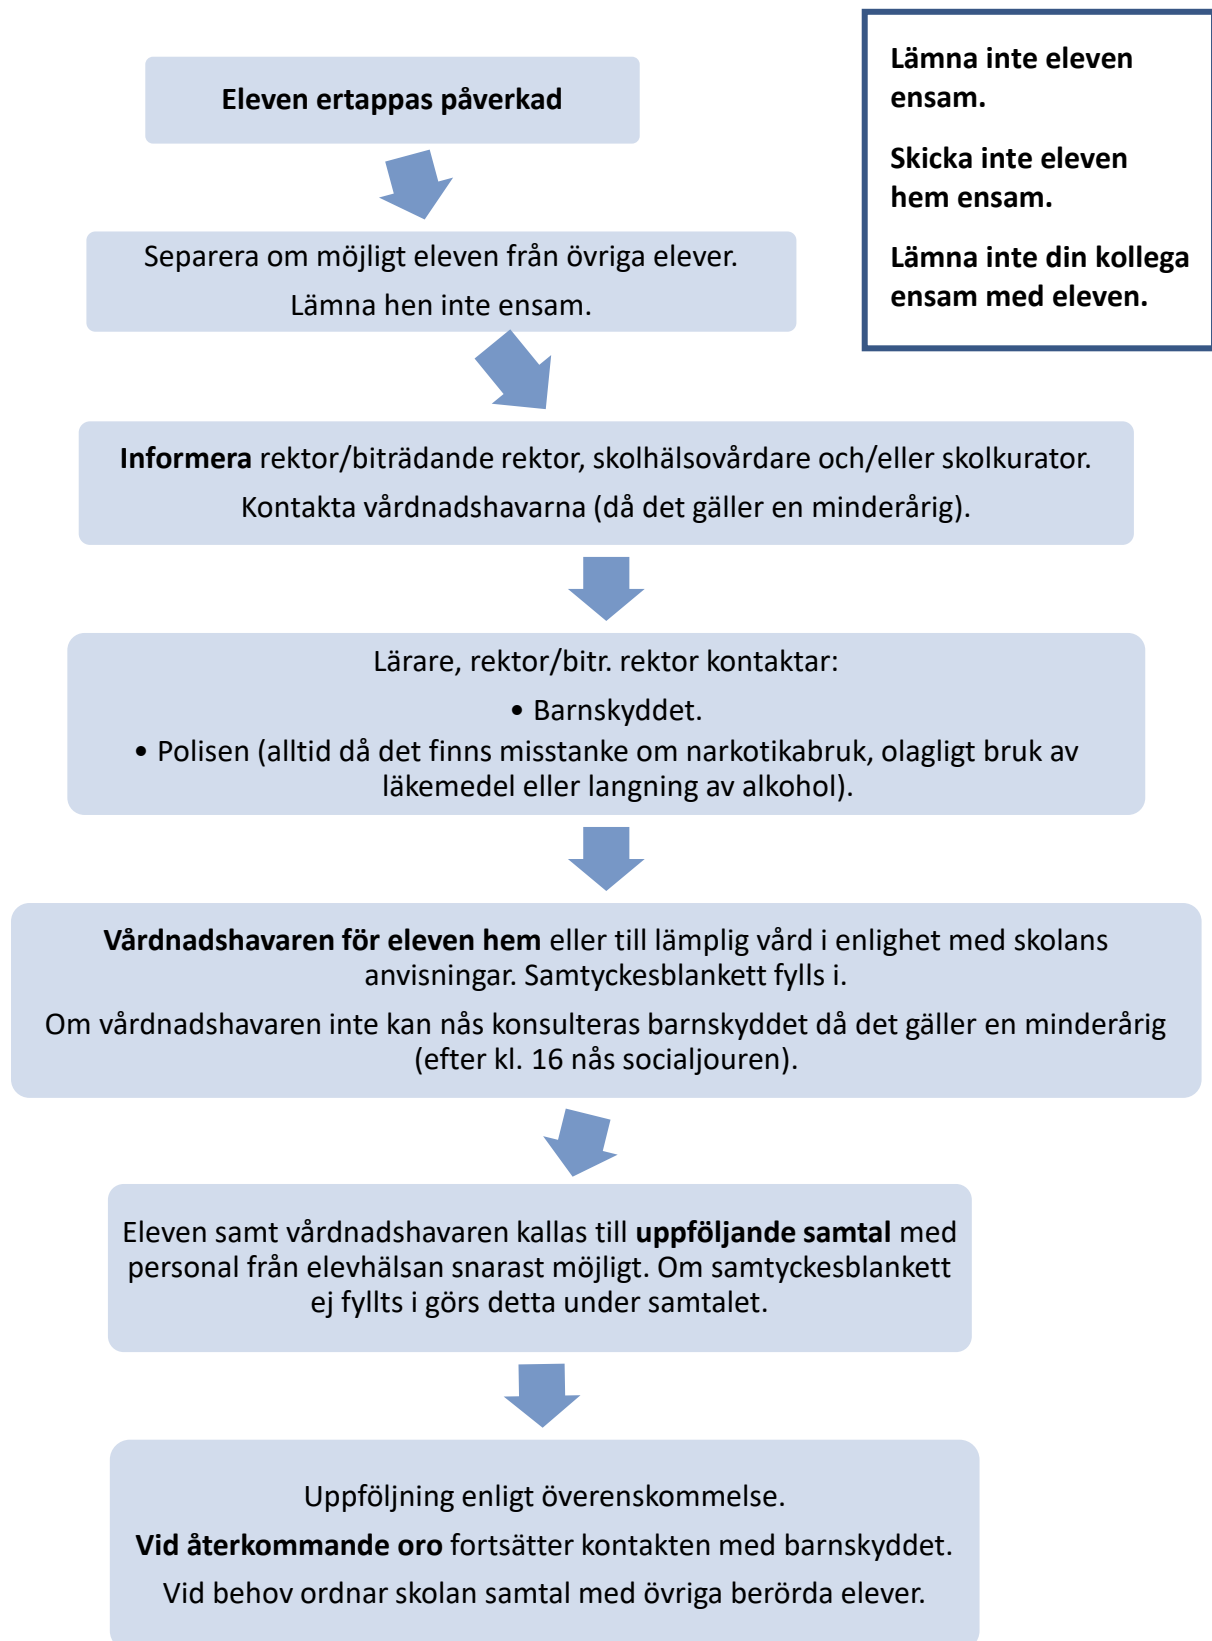 Eleven ertappas påverkad
Lämna inte eleven
ensam.
Skicka inte eleven
hem ensam.
Lämna inte din kollega
ensam med eleven.
Separera om möjligt eleven från övriga elever.
Lämna hen inte ensam.
Informera rektor/biträdande rektor, skolhälsovårdare och/eller skolkurator.
Kontakta vårdnadshavarna (då det gäller en minderårig).
Lärare, rektor/bitr. rektor kontaktar:
• Barnskyddet.
• Polisen (alltid då det finns misstanke om narkotikabruk, olagligt bruk av
läkemedel eller langning av alkohol).
Vårdnadshavaren för eleven hem eller till lämplig vård i enlighet med skolans
anvisningar. Samtyckesblankett fylls i.
Om vårdnadshavaren inte kan nås konsulteras barnskyddet då det gäller en minderårig
(efter kl. 16 nås socialjouren).
Eleven samt vårdnadshavaren kallas till uppföljande samtal med
personal från elevhälsan snarast möjligt. Om samtyckesblankett
ej fyllts i görs detta under samtalet.
Uppföljning enligt överenskommelse.
Vid återkommande oro fortsätter kontakten med barnskyddet.
Vid behov ordnar skolan samtal med övriga berörda elever.